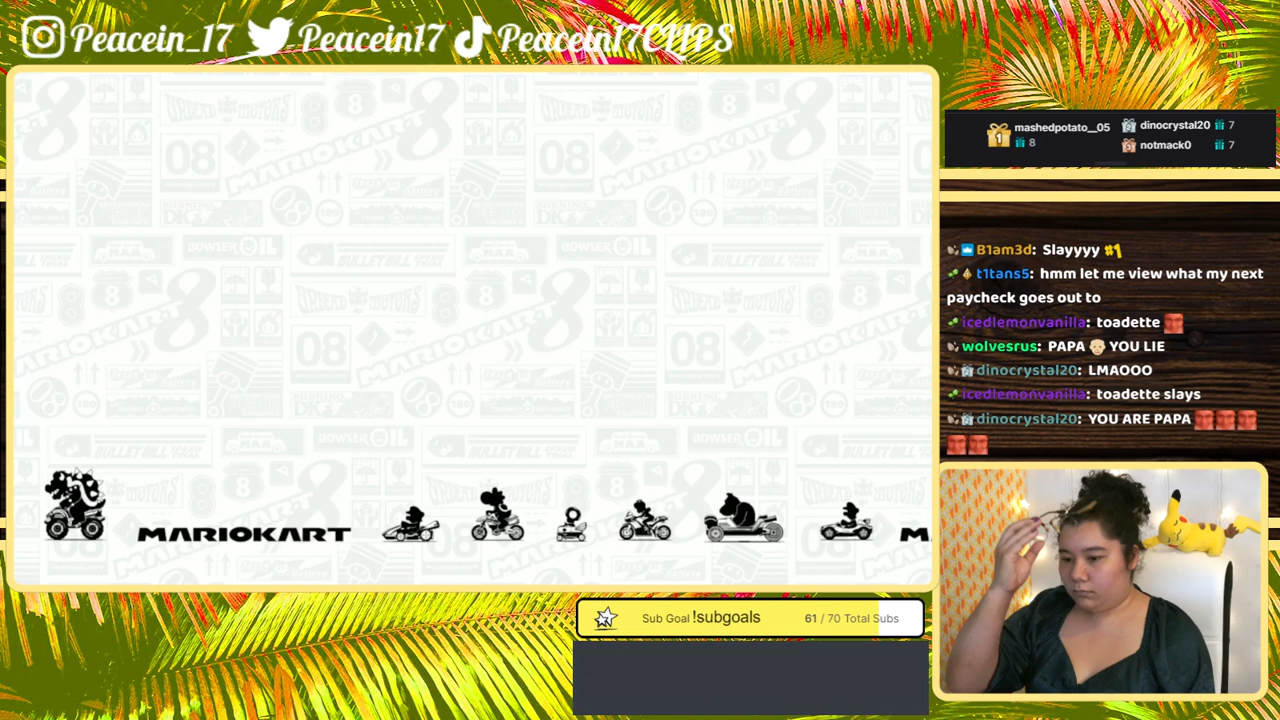 Peacein_17 Peacein17 Peacein17ClIPS
mashedpotato__05
8
dinocrystal20 7
notmack0 7
B1am3d: Slayyyy #1
t1tans5: hmm let me view what my next
paycheck goes out to
icedlemonvanilla: toadette
wolvesrus: PAPA YOU LIE
dinocrystal20: LMAOOO
icedlemonvanilla: toadette slays
dinocrystal20: YOU ARE PAPA
MARIOKART
Sub Goal !subgoals 61 / 70 Total Subs